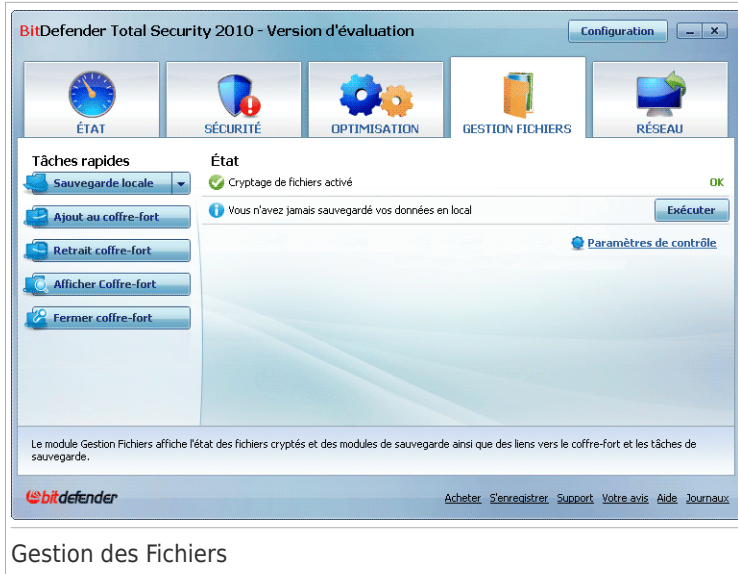 BitDefender Total Security 2010 - Version d'évaluation
Configuration
ÉTAT
SÉCURITÉ
OPTIMISATION
GESTION FICHIERS
RÉSEAU
Tâches rapides
Sauvegarde locale
Ajout au coffre-fort
Retrait coffre-fort
Afficher Coffre-fort
Fermer coffre-fort
État
Cryptage de fichiers activé
OK
Vous n'avez jamais sauvegardé vos données en local
Exécuter
Paramètres de contrôle
Le module Gestion Fichiers affiche l'état des fichiers cryptés et des modules de sauvegarde ainsi que des liens vers le coffre-fort et les tâches de
sauvegarde.
bitdefender
Acheter S'enregistrer Support Votre avis Aide Journaux
Gestion des Fichiers